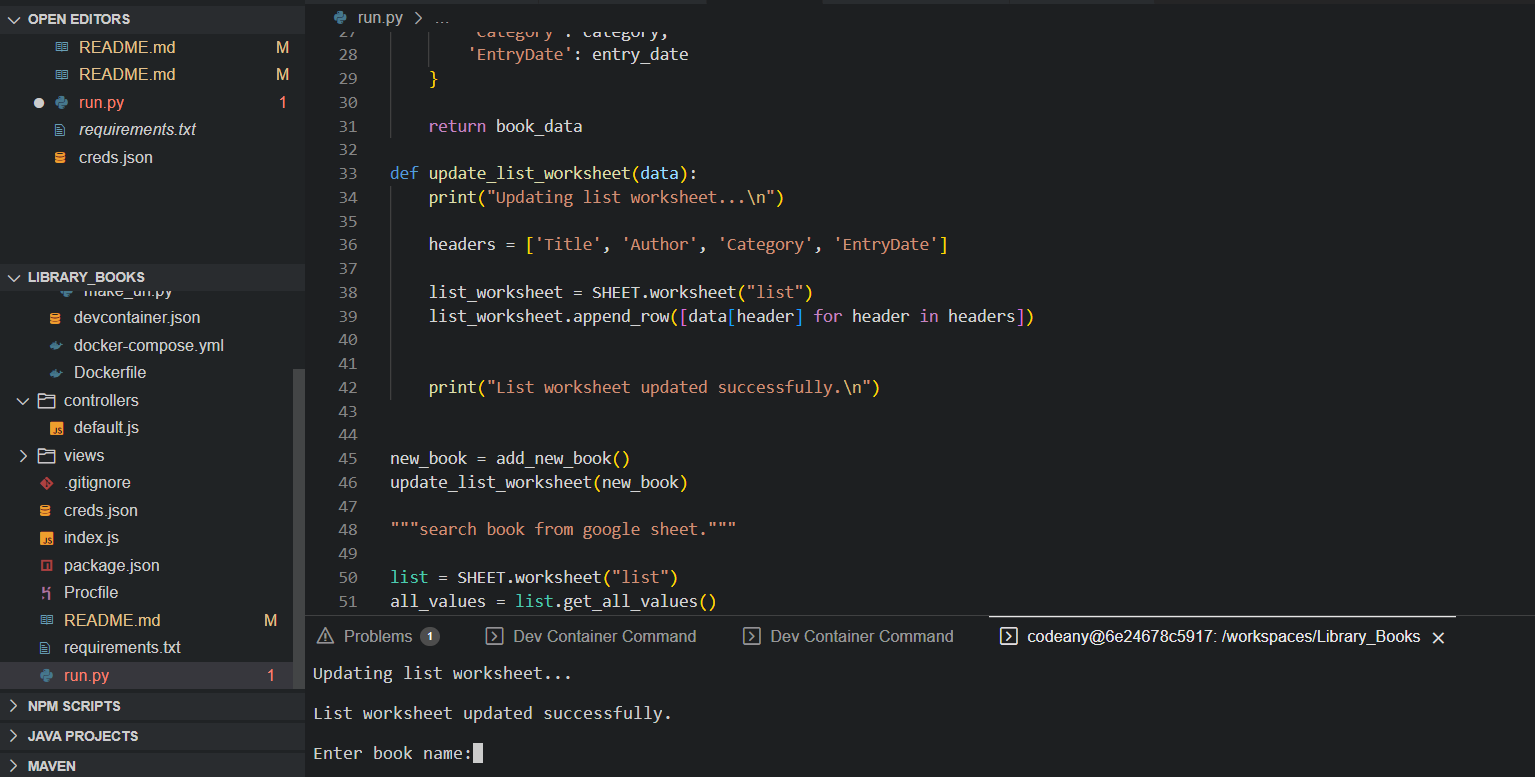 OPEN EDITORS
README.md M
README.md M
run.py 1
requirements.txt
creds.json
LIBRARY_BOOKS
make_url.py
devcontainer.json
docker-compose.yml
Dockerfile
controllers
default.js
views
.gitignore
creds.json
index.js
package.json
Procfile
README.md M
requirements.txt
run.py 1
NPM SCRIPTS
JAVA PROJECTS
MAVEN
run.py > ...
27 'Category': category,
28 'EntryDate': entry_date
29 }
30
31 return book_data
32
33 def update_list_worksheet(data):
34 print("Updating list worksheet...\n")
35
36 headers = ['Title', 'Author', 'Category', 'EntryDate']
37
38 list_worksheet = SHEET.worksheet("list")
39 list_worksheet.append_row([data[header] for header in headers])
40
41
42 print("List worksheet updated successfully.\n")
43
44
45 new_book = add_new_book()
46 update_list_worksheet(new_book)
47
48 """search book from google sheet."""
49
50 list = SHEET.worksheet("list")
51 all_values = list.get_all_values()
Problems 1 Dev Container Command Dev Container Command codeany@6e24678c5917: /workspaces/Library_Books
Updating list worksheet...
List worksheet updated successfully.
Enter book name: